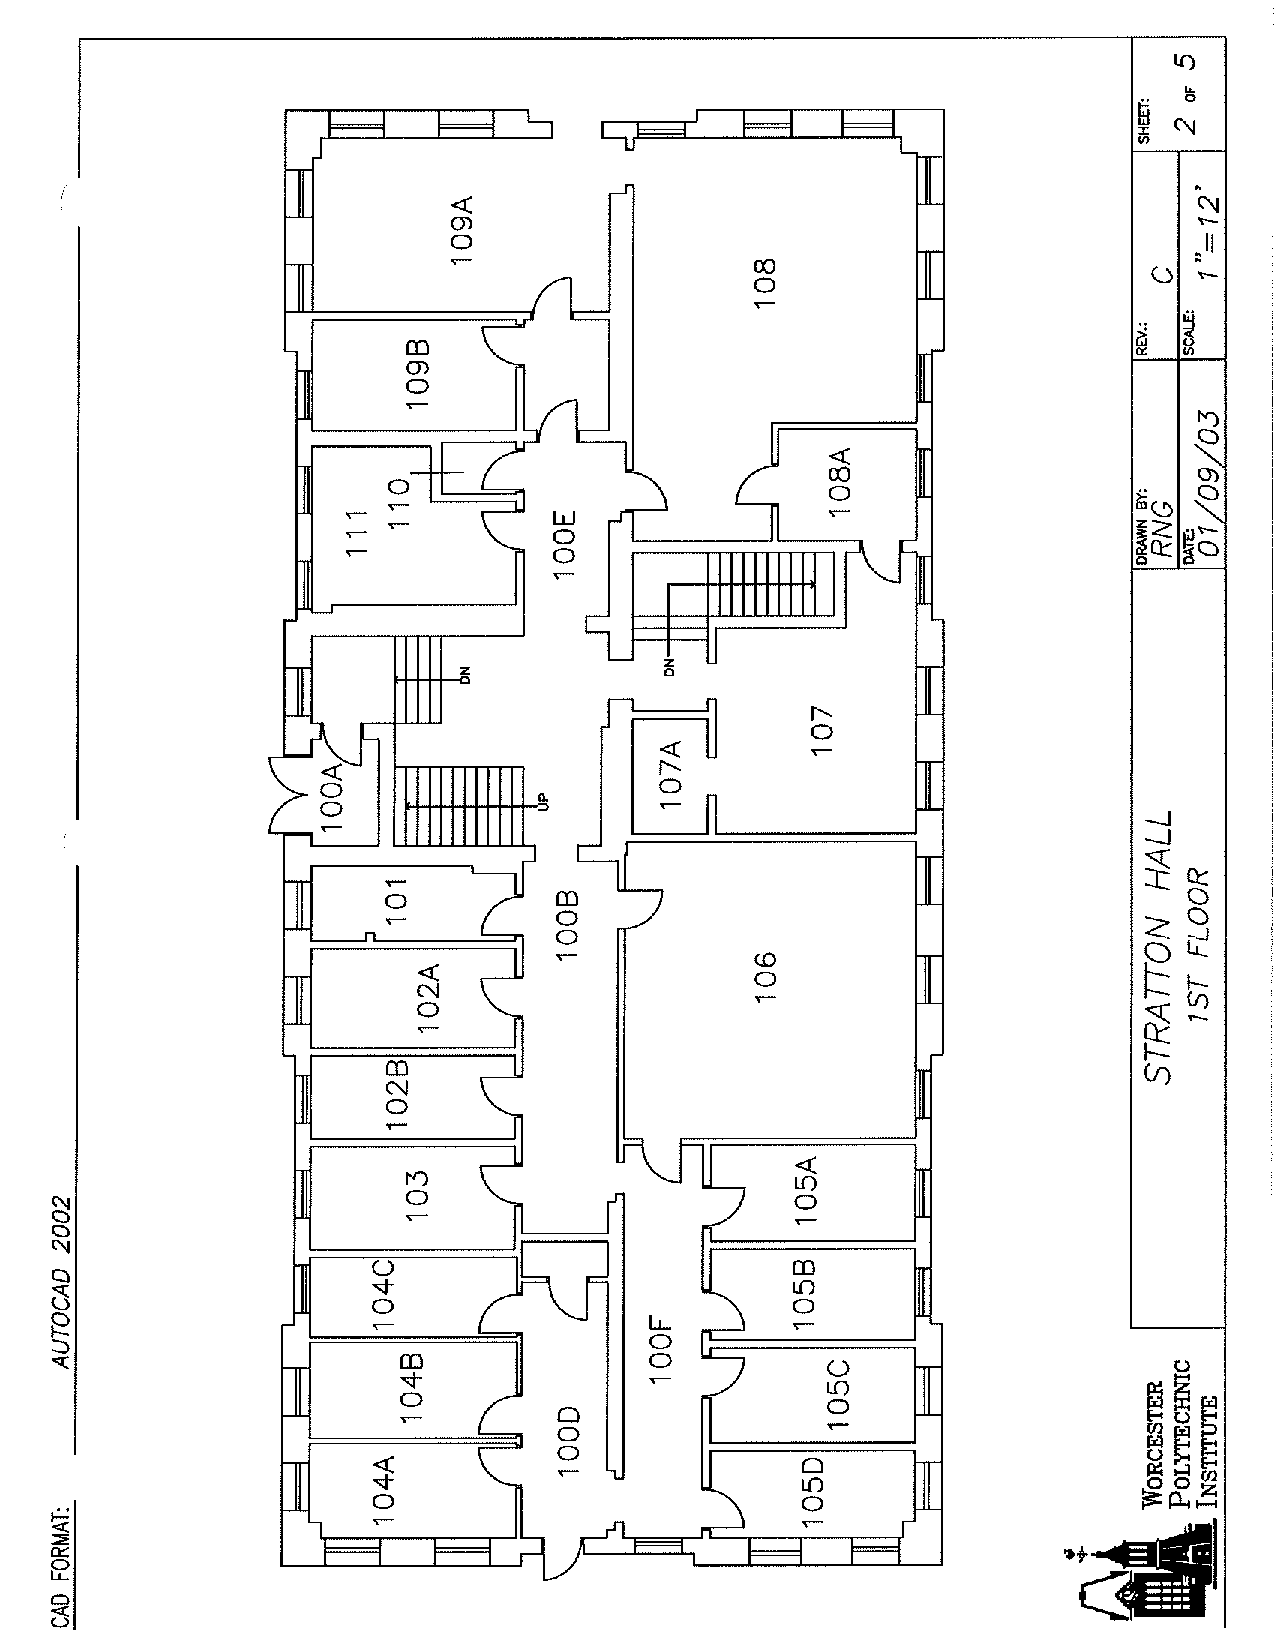 CAD FORMAT: AUTOCAD 2002
100A
101
102A
102B
103
104C
104B
104A
111
110
109B
109A
DN
UP
100E
100B
100D
100F
DN
107A
107
108
108A
106
105A
105B
105C
105D
WORCESTER
POLYTECHNIC
INSTITUTE
STRATTON HALL
1ST FLOOR
DRAWN BY:
RNG
DATE:
01/09/03
REV.:
C
SCALE:
1"=12'
SHEET:
2 OF 5